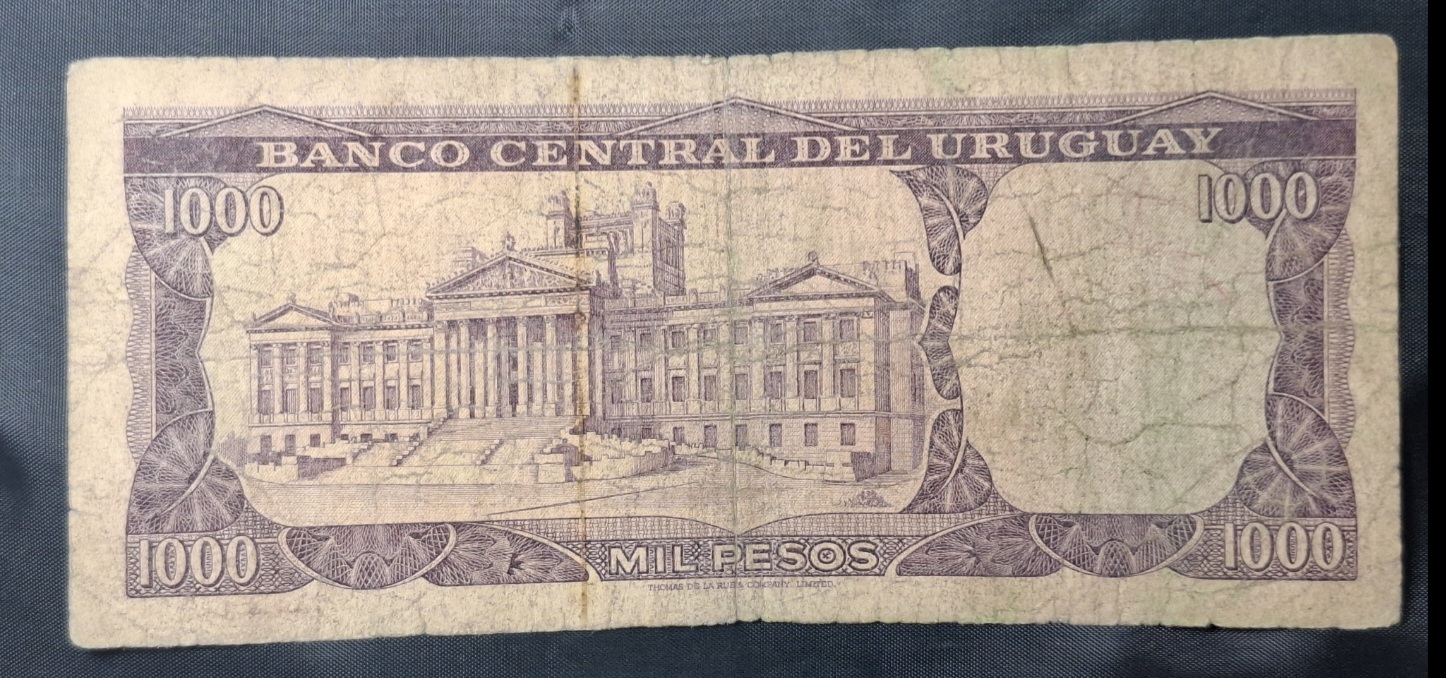 BANCO CENTRAL DEL URUGUAY
1000
1000
1000
MIL PESOS
1000
THOMAS DE LA RUE & COMPANY, LIMITED.